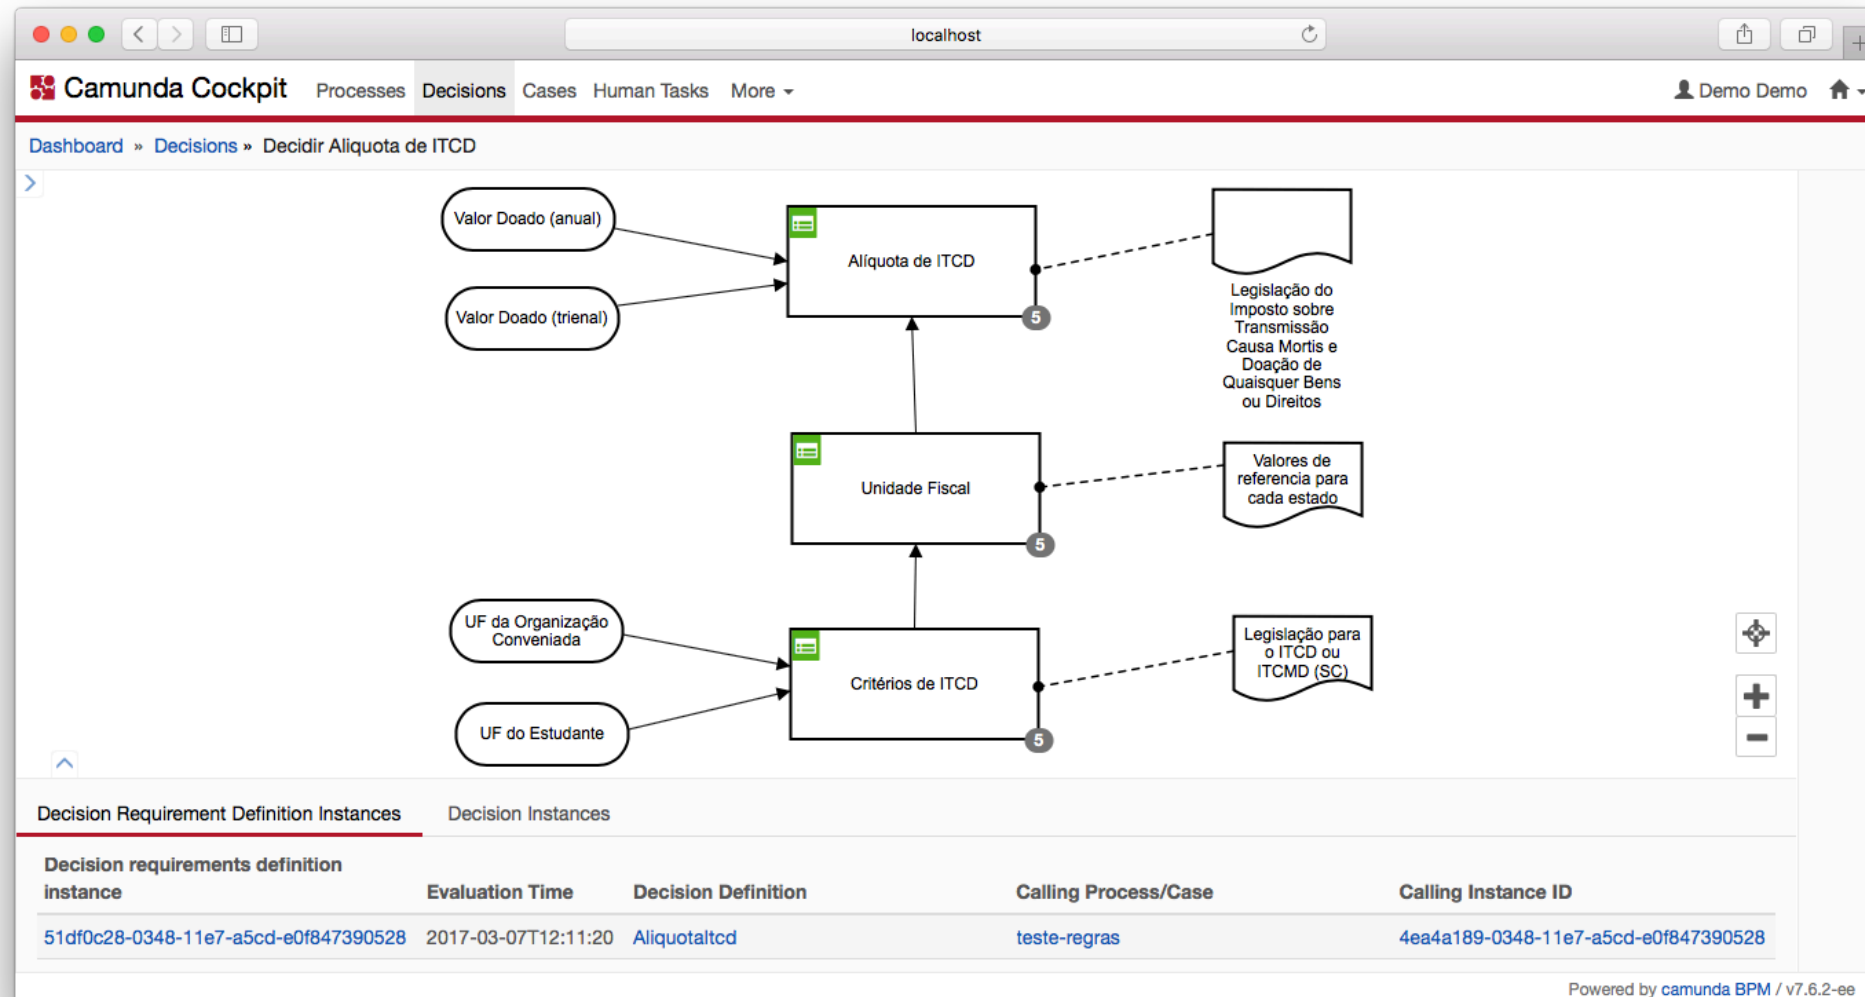 localhost
Camunda Cockpit Processes Decisions Cases Human Tasks More Demo Demo
Dashboard » Decisions » Decidir Aliquota de ITCD
Valor Doado (anual)
Valor Doado (trienal)
Alíquota de ITCD
5
Legislação do
Imposto sobre
Transmissão
Causa Mortis e
Doação de
Quaisquer Bens
ou Direitos
Unidade Fiscal
5
Valores de
referencia para
cada estado
UF da Organização
Conveniada
UF do Estudante
Critérios de ITCD
5
Legislação para
o ITCD ou
ITCMD (SC)
Decision Requirement Definition Instances Decision Instances
Decision requirements definition
instance Evaluation Time Decision Definition Calling Process/Case Calling Instance ID
51df0c28-0348-11e7-a5cd-e0f847390528 2017-03-07T12:11:20 AliquotaItcd teste-regras 4ea4a189-0348-11e7-a5cd-e0f847390528
Powered by camunda BPM / v7.6.2-ee